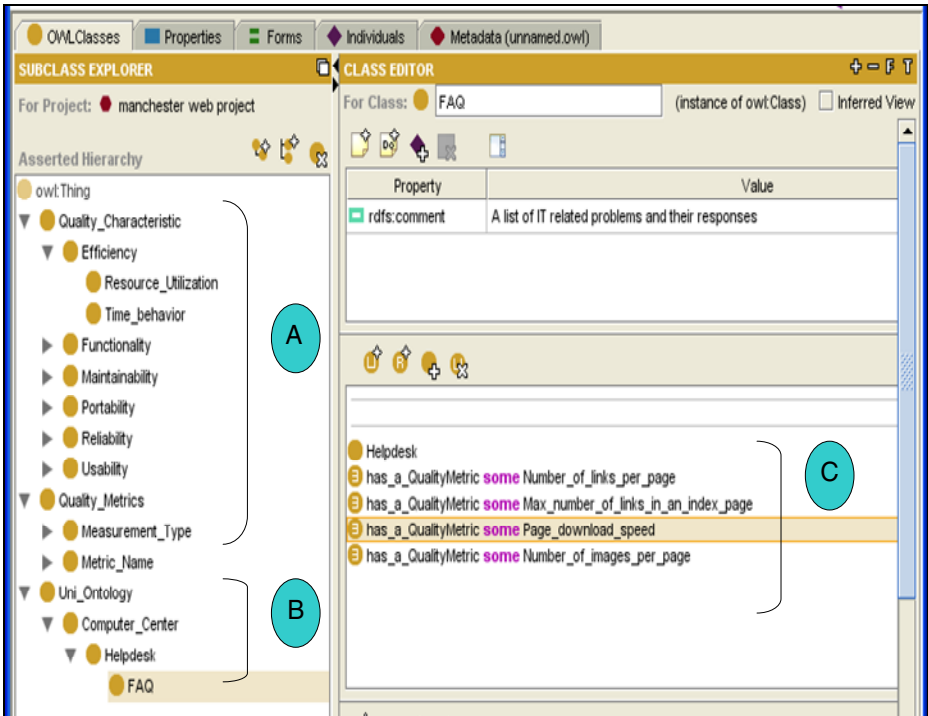 OWLClasses Properties Forms Individuals Metadata (unnamed.owl)
SUBCLASS EXPLORER
For Project: manchester web project
Asserted Hierarchy
owl:Thing
Quality_Characteristic
Efficiency
Resource_Utilization
Time_behavior
Functionality
Maintainability
Portability
Reliability
Usability
Quality_Metrics
Measurement_Type
Metric_Name
Uni_Ontology
Computer_Center
Helpdesk
FAQ
A
B
CLASS EDITOR
F T
For Class: FAQ (instance of owl:Class) Inferred View
Property Value
rdfs:comment A list of IT related problems and their responses
Helpdesk
has_a_QualityMetric some Number_of_links_per_page
has_a_QualityMetric some Max_number_of_links_in_an_index_page
has_a_QualityMetric some Page_download_speed
has_a_QualityMetric some Number_of_images_per_page
C